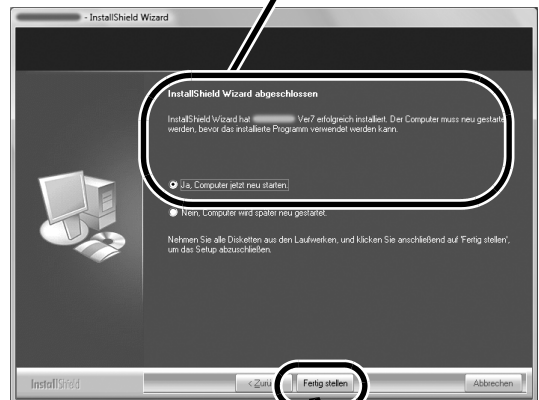 - InstallShield Wizard
InstallShield Wizard abgeschlossen
InstallShield Wizard hat Ver7 erfolgreich installiert. Der Computer muss neu gestartet
werden, bevor das installierte Programm verwendet werden kann.
Ja, Computer jetzt neu starten.
Nein, Computer wird später neu gestartet.
Nehmen Sie alle Disketten aus den Laufwerken, und klicken Sie anschließend auf 'Fertig stellen',
um das Setup abzuschließen.
InstallShield
Fertig stellen
Abbrechen